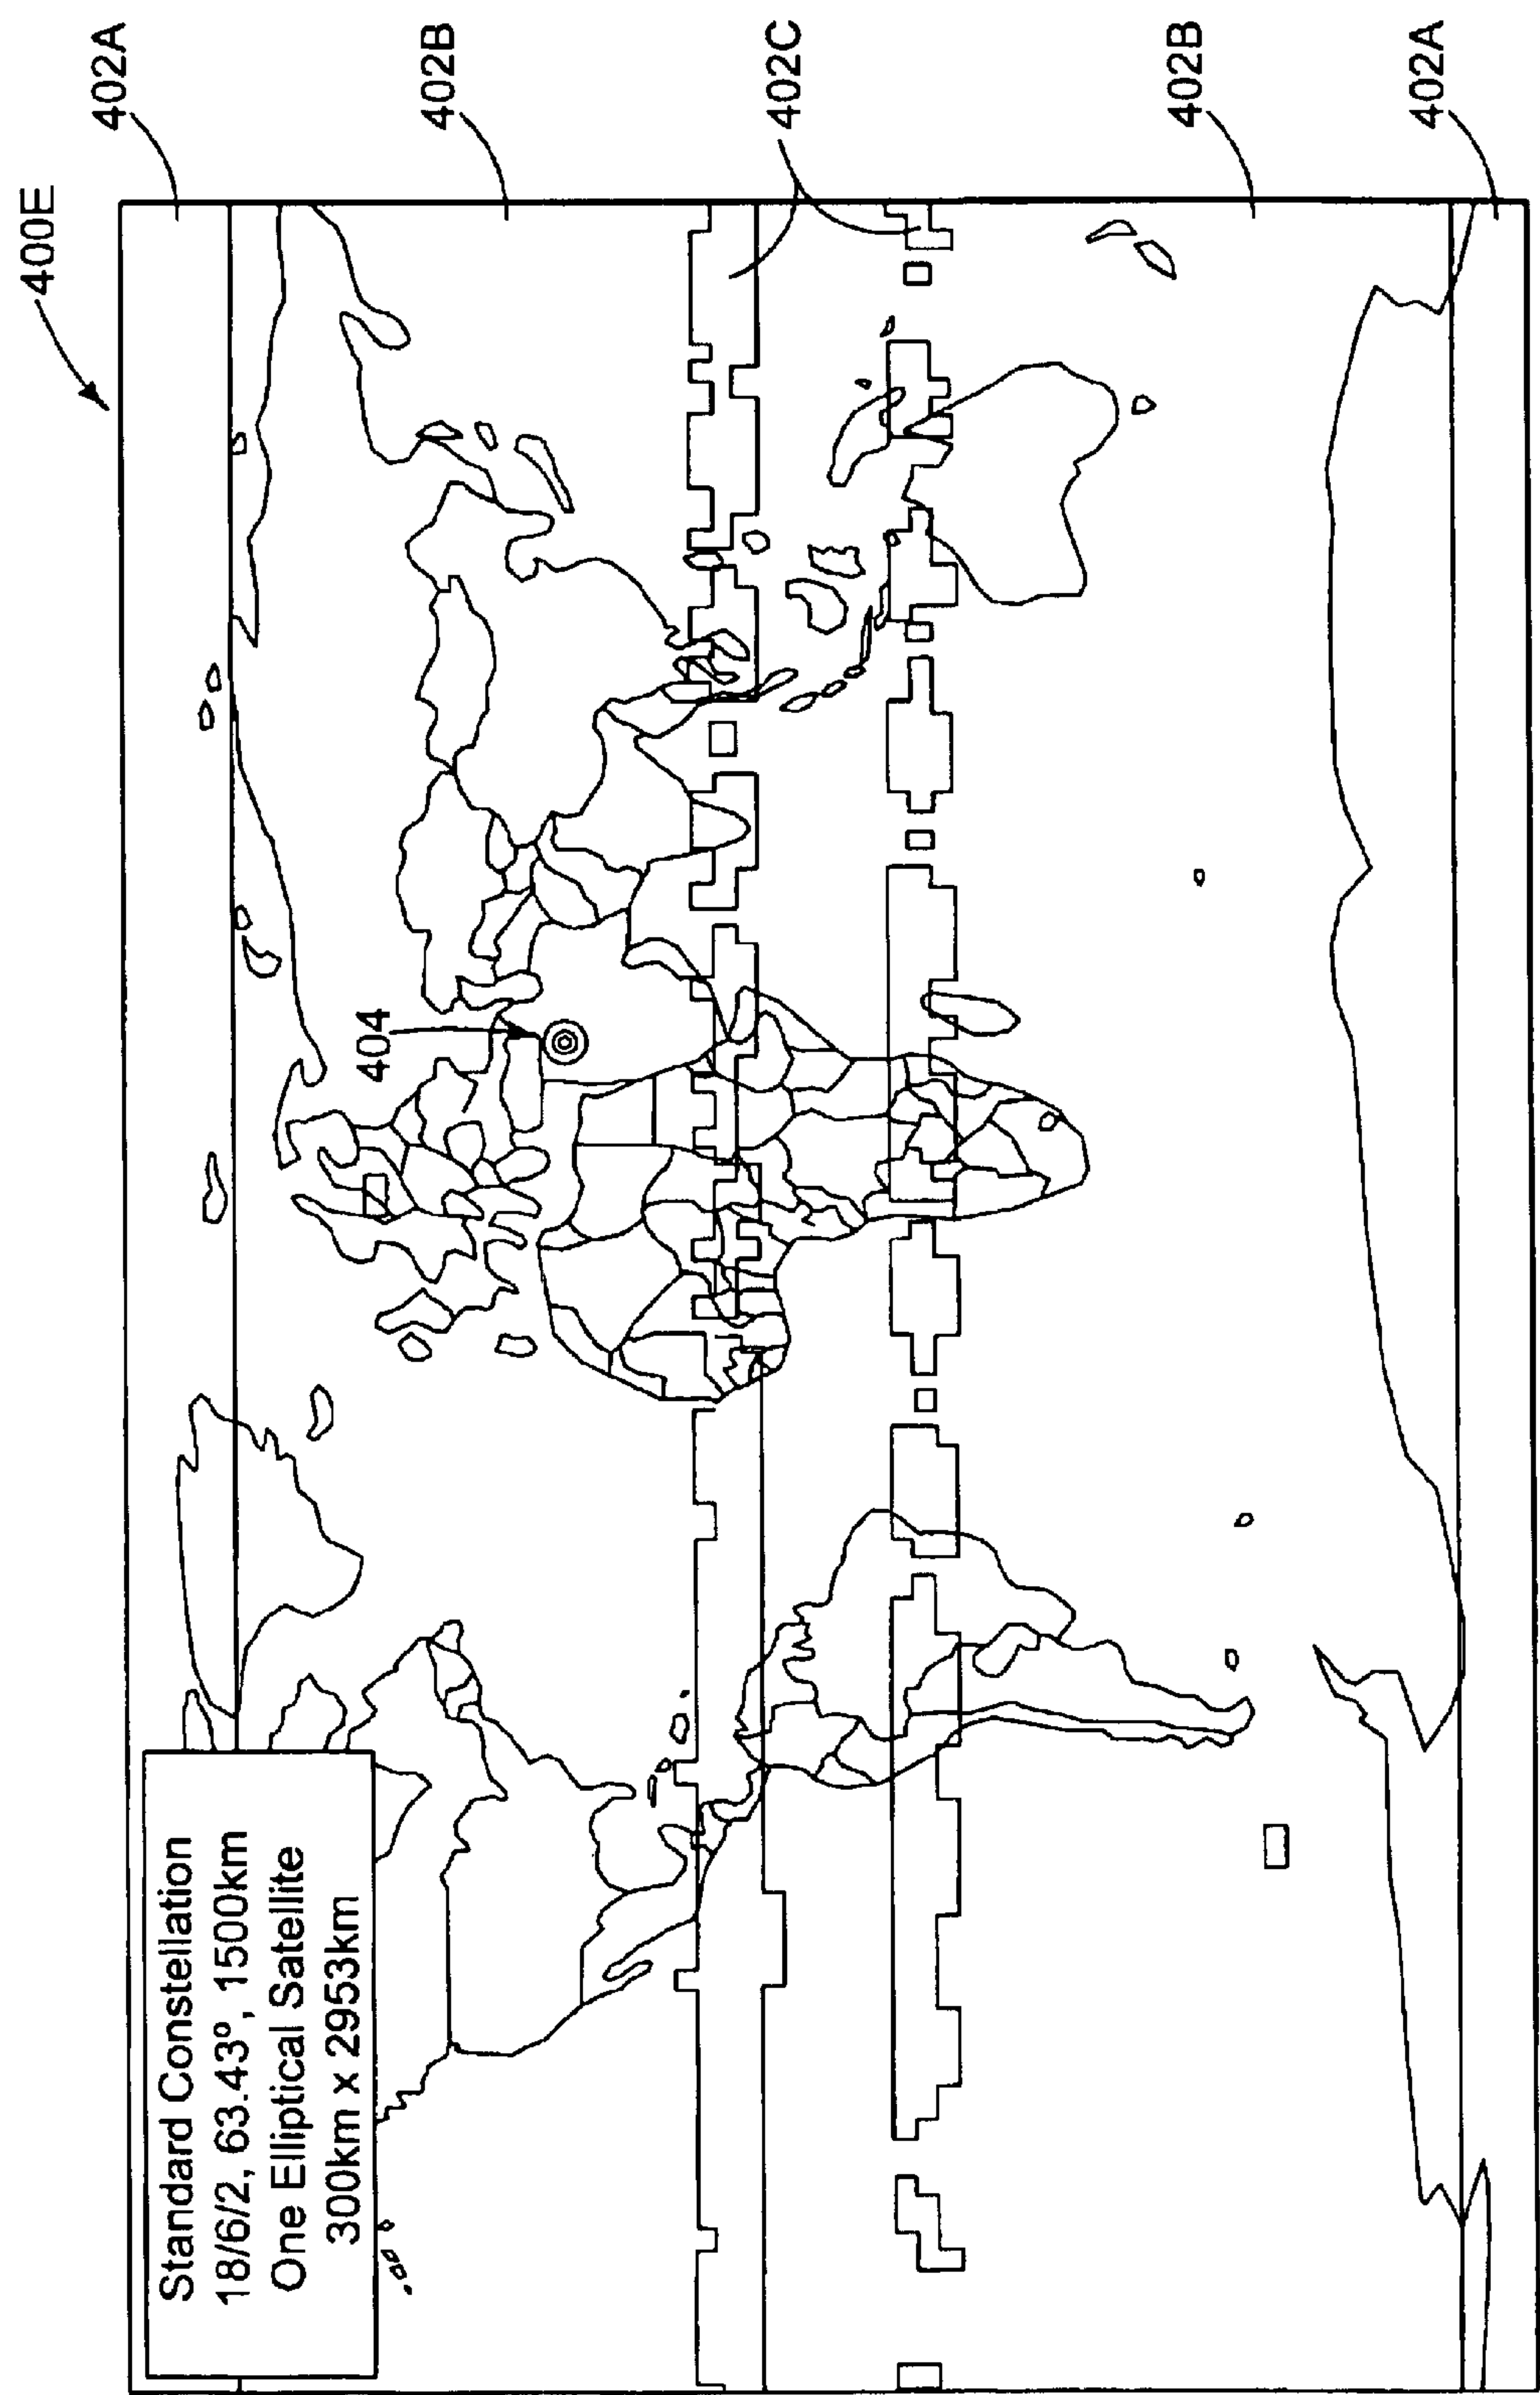 400E
402A
402B
402C
402B
402A
404
Standard Constellation
18/6/2, 63.43°, 1500km
One Elliptical Satellite
300km x 2953km